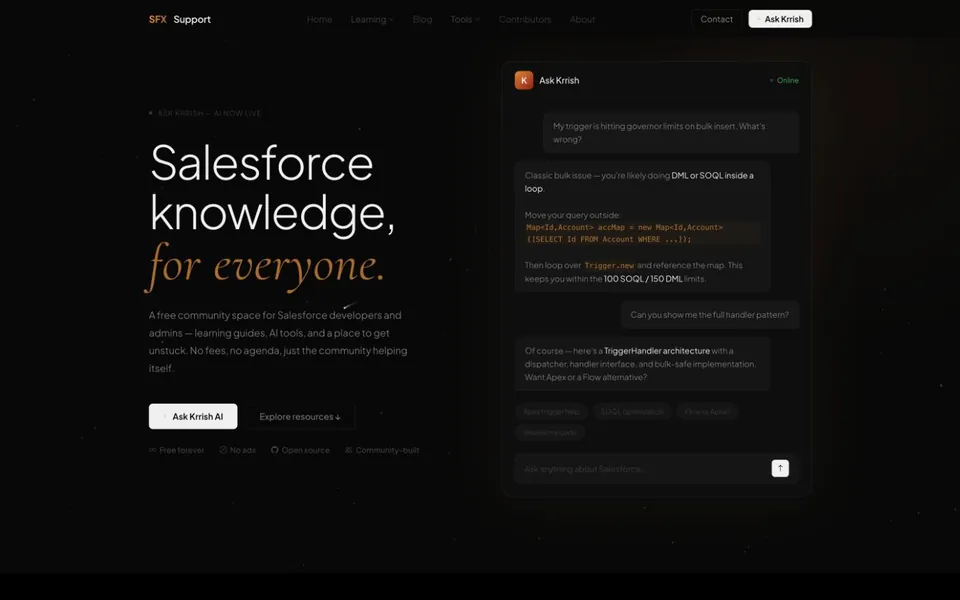 SFX Support
Home Learning Blog Tools Contributors About
Contact Ask Krrish
ASK KRRISH — AI NOW LIVE
Salesforce
knowledge,
for everyone.
A free community space for Salesforce developers and
admins — learning guides, AI tools, and a place to get
unstuck. No fees, no agenda, just the community helping
itself.
Ask Krrish AI Explore resources ↓
Free forever No ads Open source Community-built
K Ask Krrish Online
My trigger is hitting governor limits on bulk insert. What's
wrong?
Classic bulk issue — you're likely doing DML or SOQL inside a
loop.
Move your query outside:
Map<Id,Account> accMap = new Map<Id,Account>
([SELECT Id FROM Account WHERE ...]);
Then loop over Trigger.new and reference the map. This
keeps you within the 100 SOQL / 150 DML limits.
Can you show me the full handler pattern?
Of course — here's a TriggerHandler architecture with a
dispatcher, handler interface, and bulk-safe implementation.
Want Apex or a Flow alternative?
Apex trigger help SOQL optimization Flow vs Apex?
Ask anything about Salesforce...
↑